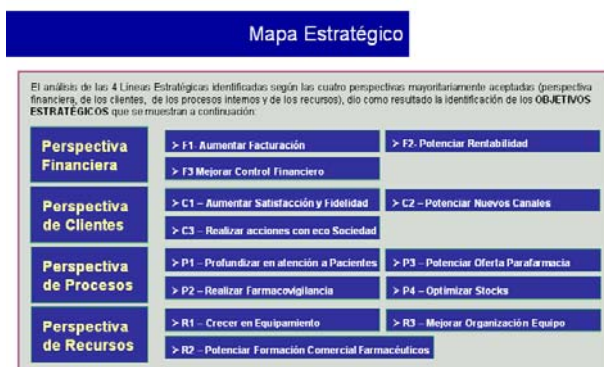 Mapa Estratégico
El análisis de las 4 Líneas Estratégicas identificadas según las cuatro perspectivas mayoritariamente aceptadas (perspectiva
financiera, de los clientes, de los procesos internos y de los recursos), dio como resultado la identificación de los OBJETIVOS
ESTRATÉGICOS que se muestran a continuación:
Perspectiva
Financiera
> F1- Aumentar Facturación
> F2- Potenciar Rentabilidad
> F3 Mejorar Control Financiero
Perspectiva
de Clientes
> C1 – Aumentar Satisfacción y Fidelidad
> C2 – Potenciar Nuevos Canales
> C3 – Realizar acciones con eco Sociedad
Perspectiva
de Procesos
> P1 – Profundizar en atención a Pacientes
> P3 – Potenciar Oferta Parafarmacia
> P2 – Realizar Farmacovigilancia
> P4 – Optimizar Stocks
Perspectiva
de Recursos
> R1 – Crecer en Equipamiento
> R3 – Mejorar Organización Equipo
> R2 – Potenciar Formación Comercial Farmacéuticos